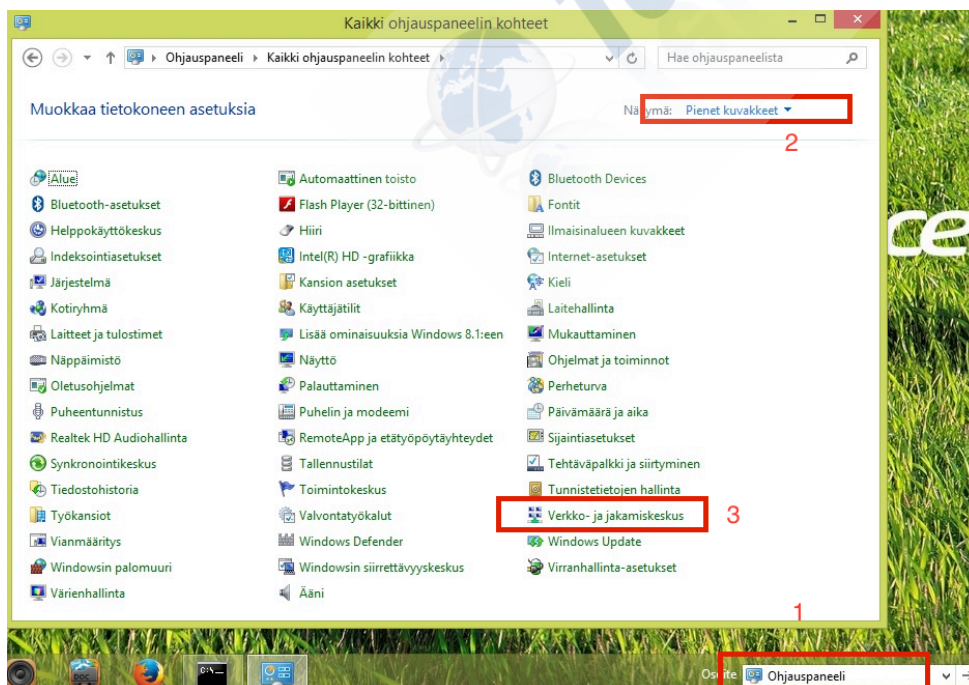 Kaikki ohjauspaneelin kohteet
Ohjauspaneeli Kaikki ohjauspaneelin kohteet
Hae ohjauspaneelista
Muokkaa tietokoneen asetuksia
Näkymä: Pienet kuvakkeet
2
Alue
Automaattinen toisto
Bluetooth Devices
Bluetooth-asetukset
Flash Player (32-bittinen)
Fontit
Helppokäyttökeskus
Hiiri
Ilmaisinalueen kuvakkeet
Indeksointiasetukset
Intel(R) HD -grafiikka
Internet-asetukset
Järjestelmä
Kansion asetukset
Kieli
Kotiryhmä
Käyttäjätilit
Laitehallinta
Laitteet ja tulostimet
Lisää ominaisuuksia Windows 8.1:een
Mukauttaminen
Näppäimistö
Näyttö
Ohjelmat ja toiminnot
Oletusohjelmat
Palauttaminen
Perheturva
Puheentunnistus
Puhelin ja modeemi
Päivämäärä ja aika
Realtek HD Audiohallinta
RemoteApp ja etätyöpöytäyhteydet
Sijaintiasetukset
Synkronointikeskus
Tallennustilat
Tehtäväpalkki ja siirtyminen
Tiedostohistoria
Toimintokeskus
Tunnistetietojen hallinta
Työkansiot
Valvontatyökalut
Verkko- ja jakamiskeskus
3
Vianmääritys
Windows Defender
Windows Update
Windowsin palomuuri
Windowsin siirrettävyyskeskus
Virranhallinta-asetukset
Värienhallinta
Ääni
1
DOC
C:\
Osoite Ohjauspaneeli